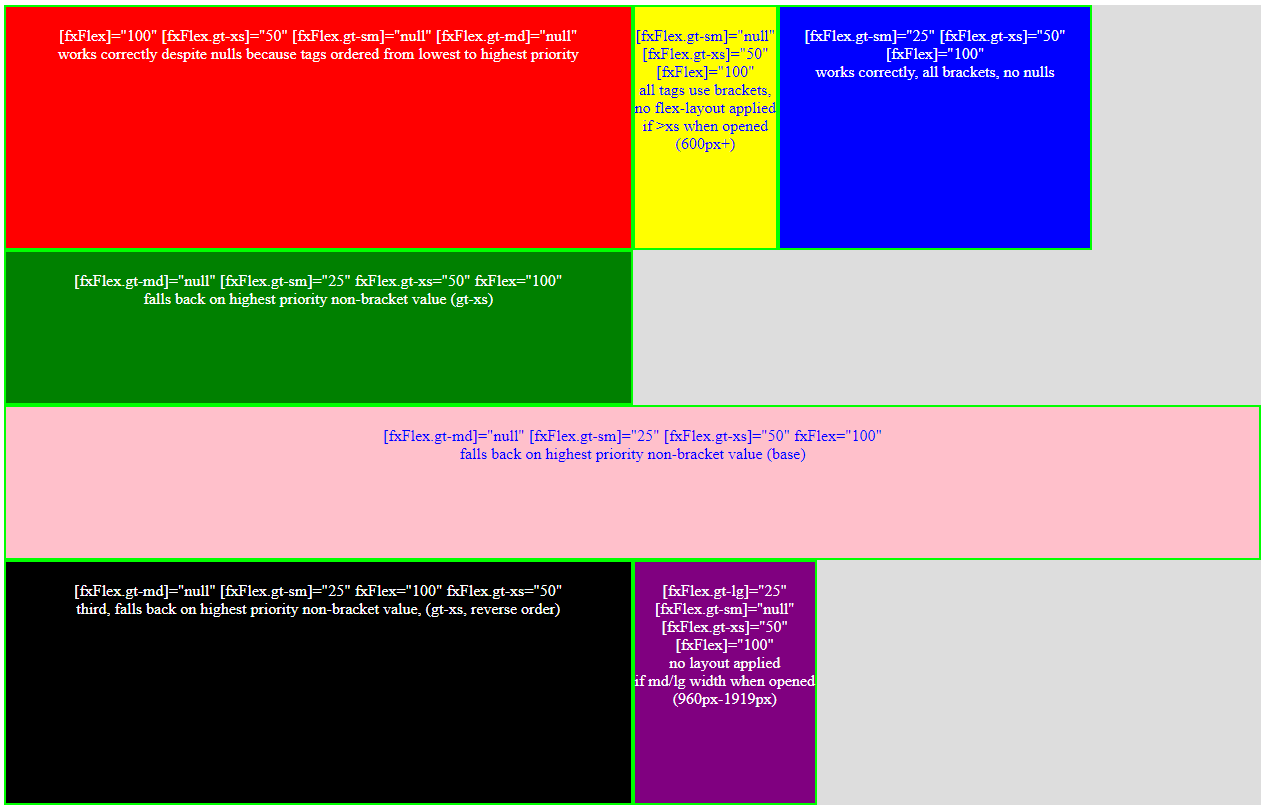 [fxFlex]="100" [fxFlex.gt-xs]="50" [fxFlex.gt-sm]="null" [fxFlex.gt-md]="null"
works correctly despite nulls because tags ordered from lowest to highest priority
[fxFlex.gt-sm]="null"
[fxFlex.gt-xs]="50"
[fxFlex]="100"
all tags use brackets,
no flex-layout applied
if >xs when opened
(600px+)
[fxFlex.gt-sm]="25" [fxFlex.gt-xs]="50"
[fxFlex]="100"
works correctly, all brackets, no nulls
[fxFlex.gt-md]="null" [fxFlex.gt-sm]="25" fxFlex.gt-xs="50" fxFlex="100"
falls back on highest priority non-bracket value (gt-xs)
[fxFlex.gt-md]="null" [fxFlex.gt-sm]="25" [fxFlex.gt-xs]="50" fxFlex="100"
falls back on highest priority non-bracket value (base)
[fxFlex.gt-md]="null" [fxFlex.gt-sm]="25" fxFlex="100" fxFlex.gt-xs="50"
third, falls back on highest priority non-bracket value, (gt-xs, reverse order)
[fxFlex.gt-lg]="25"
[fxFlex.gt-sm]="null"
[fxFlex.gt-xs]="50"
[fxFlex]="100"
no layout applied
if md/lg width when opened
(960px-1919px)